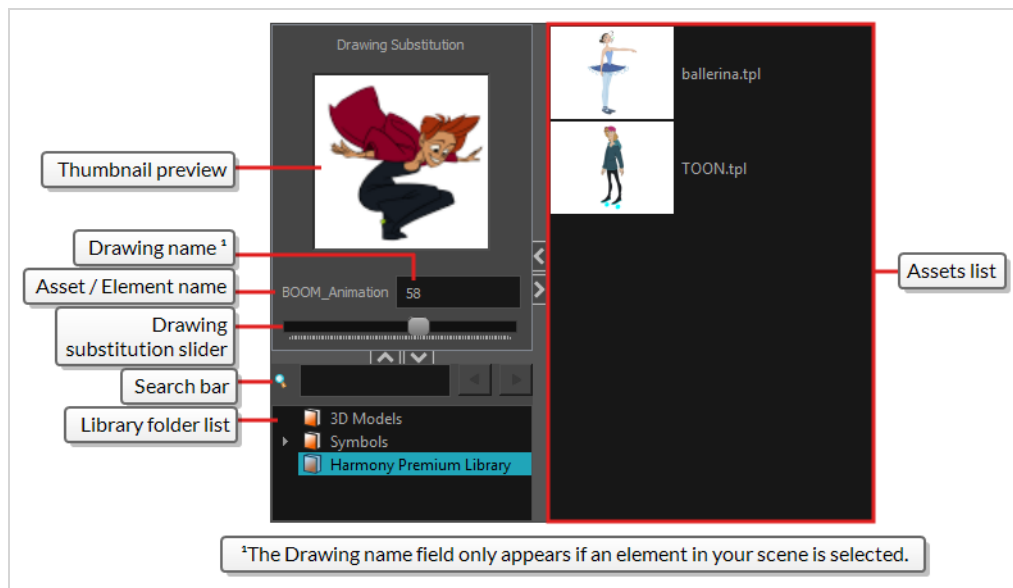 Drawing Substitution
ballerina.tpl
TOON.tpl
Thumbnail preview
Drawing name ¹
Asset / Element name
BOOM_Animation 58
Drawing
substitution slider
Search bar
Library folder list
3D Models
Symbols
Harmony Premium Library
Assets list
¹The Drawing name field only appears if an element in your scene is selected.